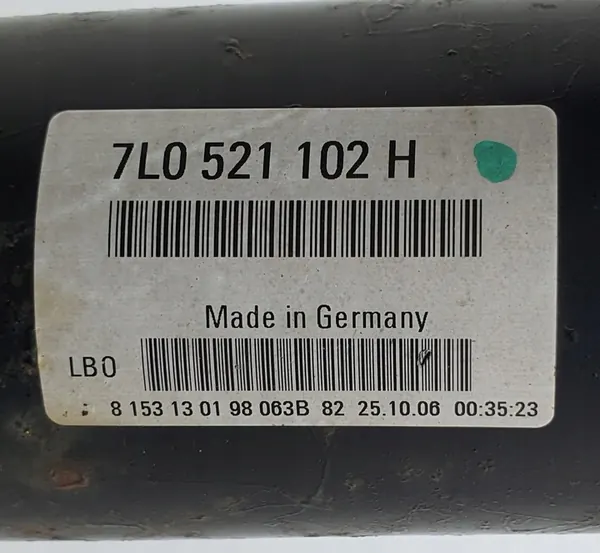 7L0 521 102 H
Made in Germany
LB0
8 153 13 01 98 063B 82 25.10.06 00:35:23